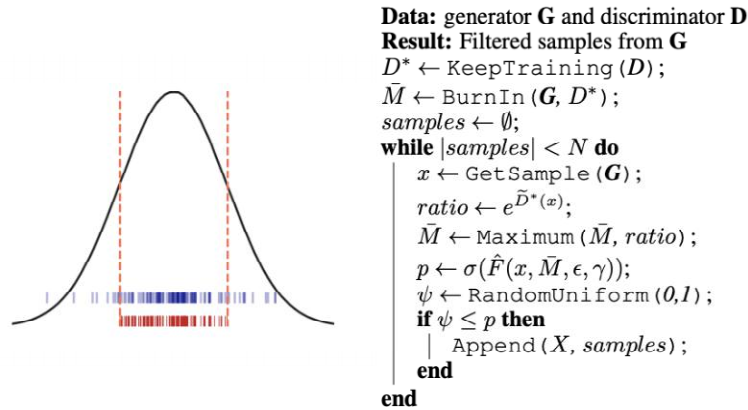 Data: generator G and discriminator D
Result: Filtered samples from G
D* ← KeepTraining(D);
M̄ ← BurnIn(G, D*);
samples ← ∅;
while |samples| < N do
x ← GetSample(G);
ratio ← e^{D̃*(x)};
M̄ ← Maximum(M̄, ratio);
p ← σ(F̂(x, M̄, ϵ, γ));
ψ ← RandomUniform(0,1);
if ψ ≤ p then
Append(X, samples);
end
end